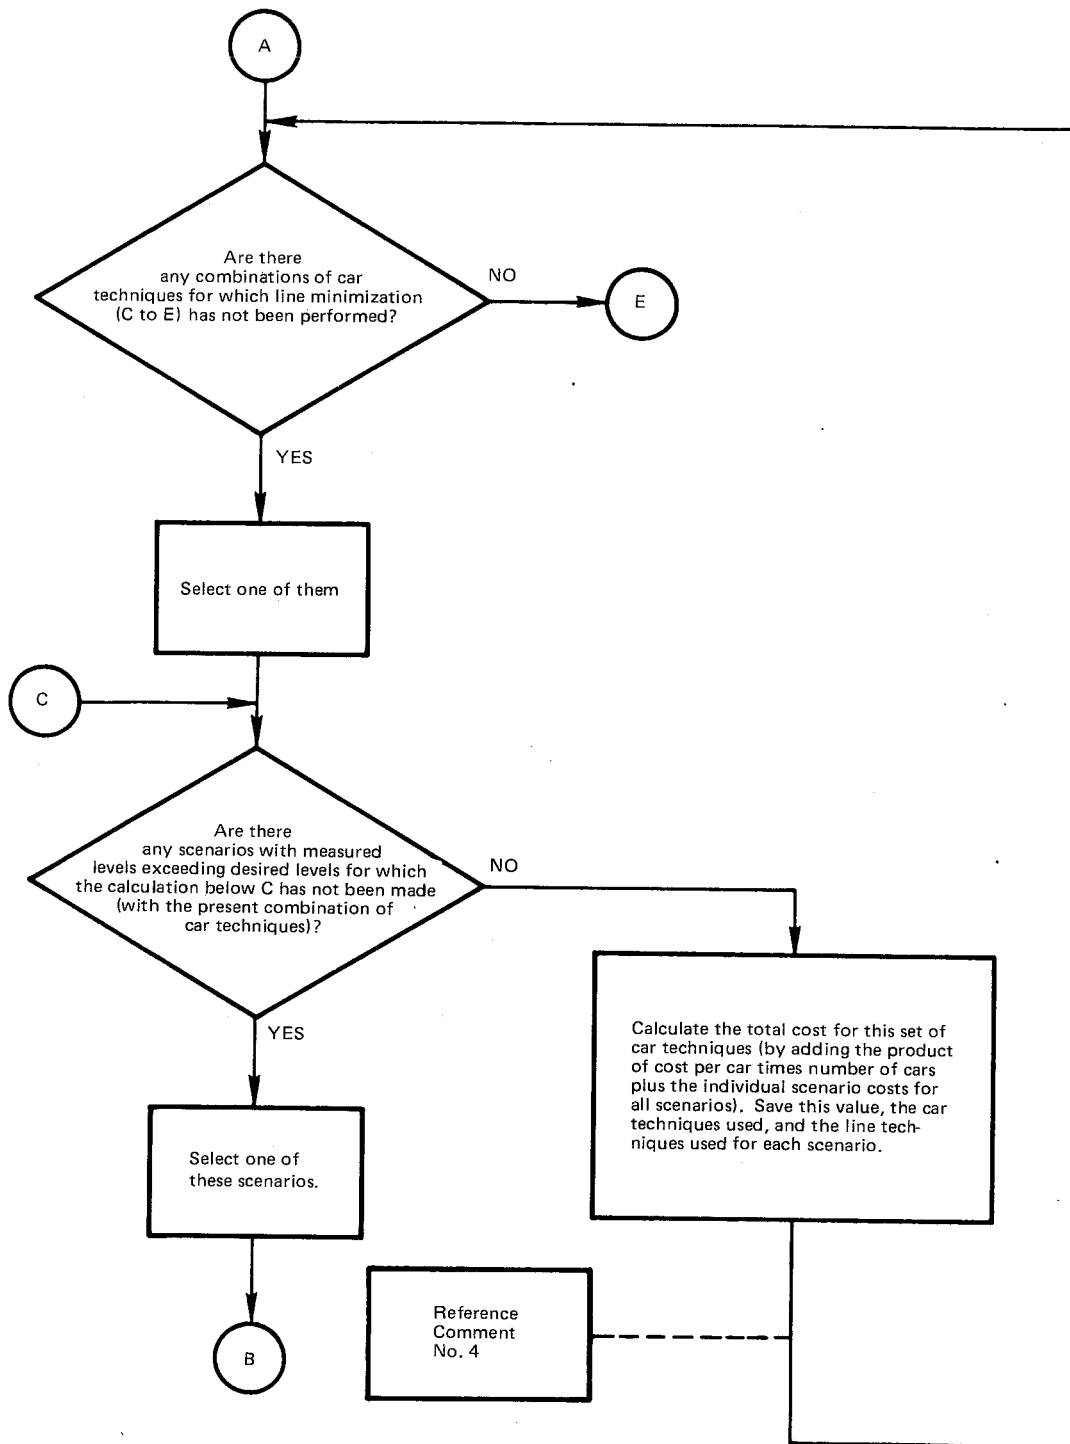 A
Are there
any combinations of car
techniques for which line minimization
(C to E) has not been performed?
NO
E
YES
Select one of them
C
Are there
any scenarios with measured
levels exceeding desired levels for which
the calculation below C has not been made
(with the present combination of
car techniques)?
NO
YES
Calculate the total cost for this set of
car techniques (by adding the product
of cost per car times number of cars
plus the individual scenario costs for
all scenarios). Save this value, the car
techniques used, and the line tech-
niques used for each scenario.
Select one of
these scenarios.
Reference
Comment
No. 4
B